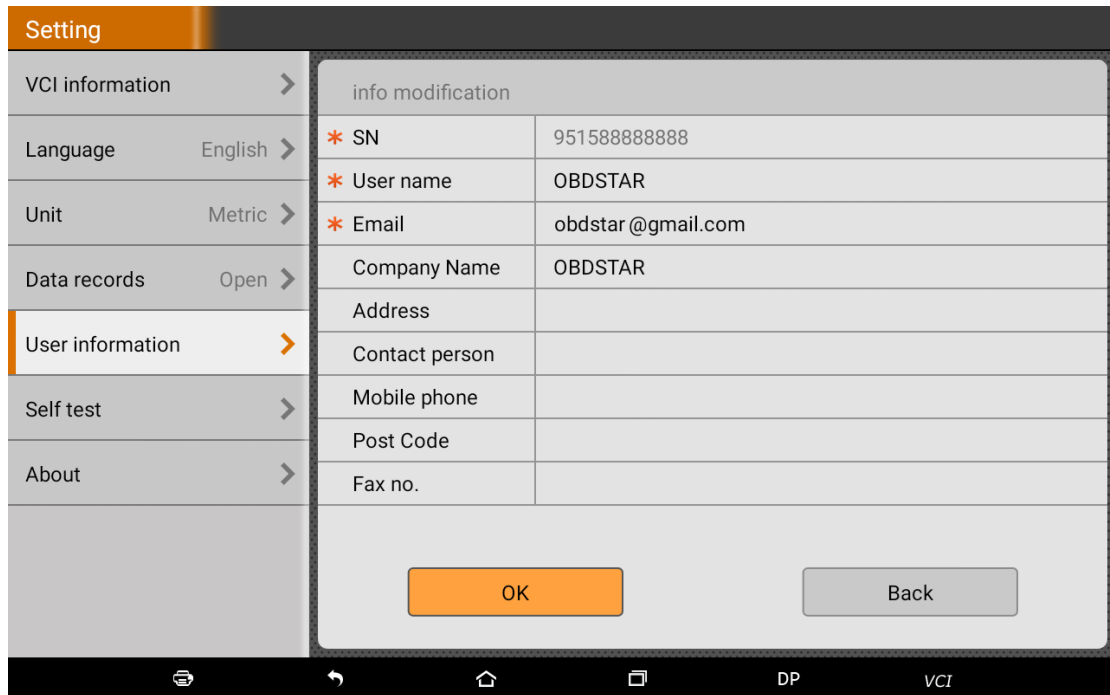 Setting
VCI information
Language English
Unit Metric
Data records Open
User information
Self test
About
info modification
* SN 951588888888
* User name OBDSTAR
* Email obdstar@gmail.com
Company Name OBDSTAR
Address
Contact person
Mobile phone
Post Code
Fax no.
OK Back
DP VCI